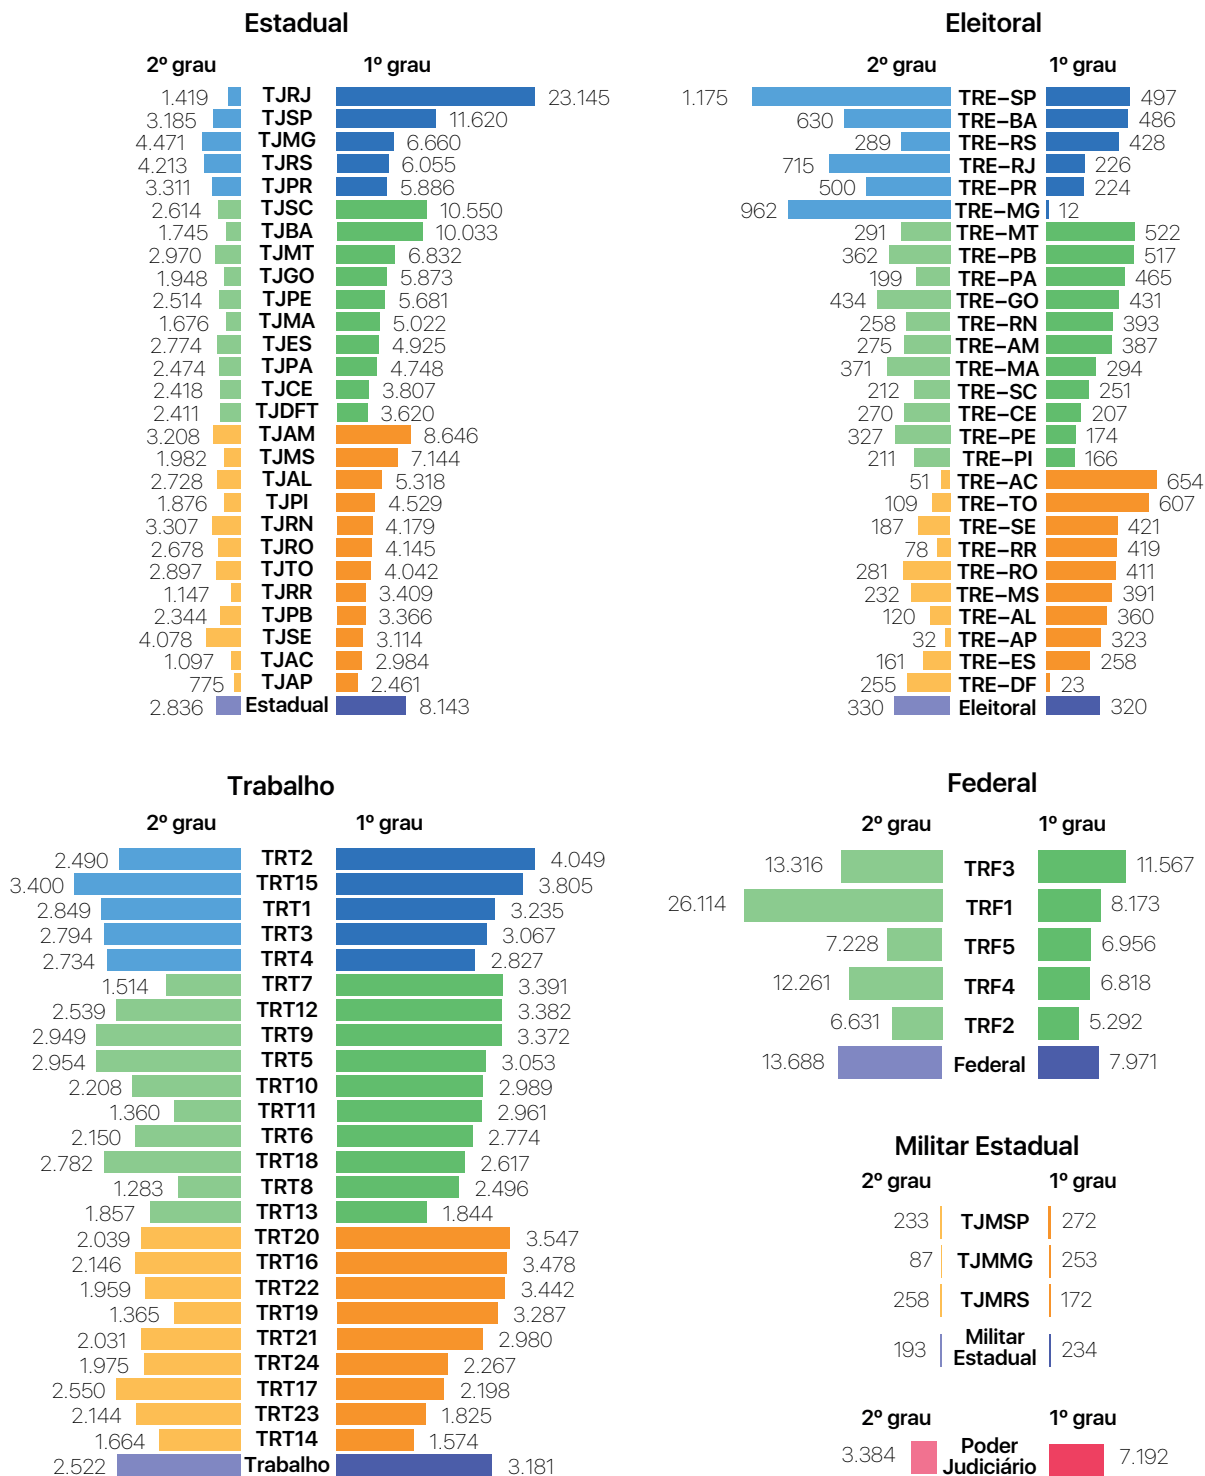 Estadual
2º grau 1º grau
1.419 TJRJ 23.145
3.185 TJSP 11.620
4.471 TJMG 6.660
4.213 TJRS 6.055
3.311 TJPR 5.886
2.614 TJSC 10.550
1.745 TJBA 10.033
2.970 TJMT 6.832
1.948 TJGO 5.873
2.514 TJPE 5.681
1.676 TJMA 5.022
2.774 TJES 4.925
2.474 TJPA 4.748
2.418 TJCE 3.807
2.411 TJDFT 3.620
3.208 TJAM 8.646
1.982 TJMS 7.144
2.728 TJAL 5.318
1.876 TJPI 4.529
3.307 TJRN 4.179
2.678 TJRO 4.145
2.897 TJTO 4.042
1.147 TJRR 3.409
2.344 TJPB 3.366
4.078 TJSE 3.114
1.097 TJAC 2.984
775 TJAP 2.461
2.836 Estadual 8.143
Eleitoral
2º grau 1º grau
1.175 TRE–SP 497
630 TRE–BA 486
289 TRE–RS 428
715 TRE–RJ 226
500 TRE–PR 224
962 TRE–MG 12
291 TRE–MT 522
362 TRE–PB 517
199 TRE–PA 465
434 TRE–GO 431
258 TRE–RN 393
275 TRE–AM 387
371 TRE–MA 294
212 TRE–SC 251
270 TRE–CE 207
327 TRE–PE 174
211 TRE–PI 166
51 TRE–AC 654
109 TRE–TO 607
187 TRE–SE 421
78 TRE–RR 419
281 TRE–RO 411
232 TRE–MS 391
120 TRE–AL 360
32 TRE–AP 323
161 TRE–ES 258
255 TRE–DF 23
330 Eleitoral 320
Trabalho
2º grau 1º grau
2.490 TRT2 4.049
3.400 TRT15 3.805
2.849 TRT1 3.235
2.794 TRT3 3.067
2.734 TRT4 2.827
1.514 TRT7 3.391
2.539 TRT12 3.382
2.949 TRT9 3.372
2.954 TRT5 3.053
2.208 TRT10 2.989
1.360 TRT11 2.961
2.150 TRT6 2.774
2.782 TRT18 2.617
1.283 TRT8 2.496
1.857 TRT13 1.844
2.039 TRT20 3.547
2.146 TRT16 3.478
1.959 TRT22 3.442
1.365 TRT19 3.287
2.031 TRT21 2.980
1.975 TRT24 2.267
2.550 TRT17 2.198
2.144 TRT23 1.825
1.664 TRT14 1.574
2.522 Trabalho 3.181
Federal
2º grau 1º grau
13.316 TRF3 11.567
26.114 TRF1 8.173
7.228 TRF5 6.956
12.261 TRF4 6.818
6.631 TRF2 5.292
13.688 Federal 7.971
Militar Estadual
2º grau 1º grau
233 TJMSP 272
87 TJMMG 253
258 TJMRS 172
193 Militar 234
Estadual
2º grau 1º grau
3.384 Poder 7.192
Judiciário